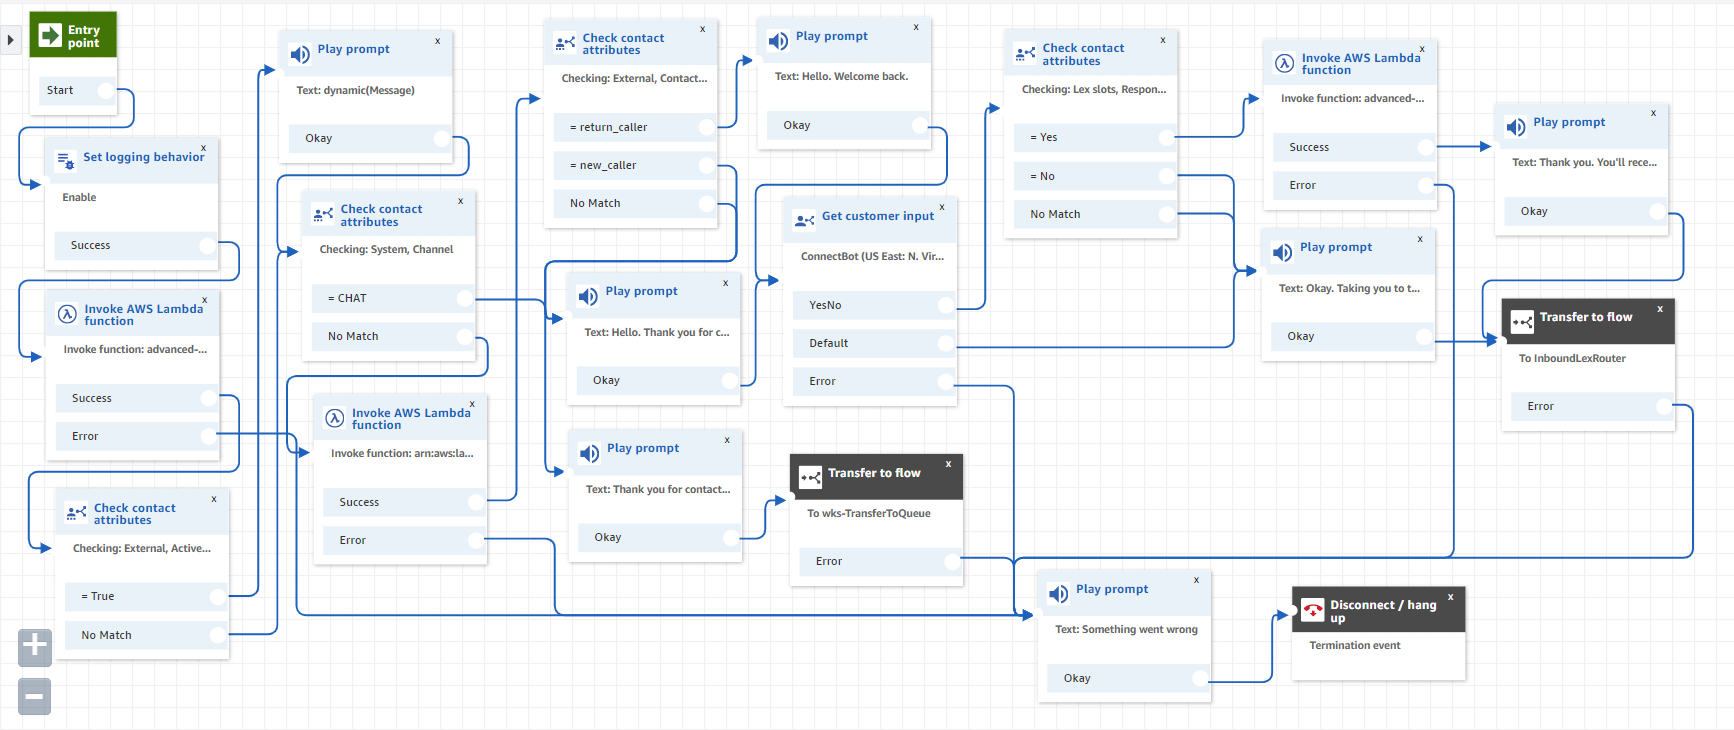 Entry
point
Start
x
Set logging behavior
Enable
Success
x
Invoke AWS Lambda
function
Invoke function: advanced-...
Success
Error
x
Check contact
attributes
Checking: External, Active...
= True
No Match
x
Play prompt
Text: dynamic(Message)
Okay
x
Check contact
attributes
Checking: System, Channel
= CHAT
No Match
x
Invoke AWS Lambda
function
Invoke function: arn:aws:la...
Success
Error
x
Check contact
attributes
Checking: External, Contact...
= return_caller
= new_caller
No Match
x
Play prompt
Text: Hello. Thank you for c...
Okay
x
Play prompt
Text: Thank you for contact...
Okay
x
Play prompt
Text: Hello. Welcome back.
Okay
x
Get customer input
ConnectBot (US East: N. Vir...
YesNo
Default
Error
x
Transfer to flow
To wks-TransferToQueue
Error
x
Check contact
attributes
Checking: Lex slots, Respon...
= Yes
= No
No Match
x
Play prompt
Text: Something went wrong
Okay
x
Invoke AWS Lambda
function
Invoke function: advanced-...
Success
Error
x
Play prompt
Text: Okay. Taking you to t...
Okay
x
Disconnect / hang
up
Termination event
x
Play prompt
Text: Thank you. You'll rece...
Okay
x
Transfer to flow
To InboundLexRouter
Error
x